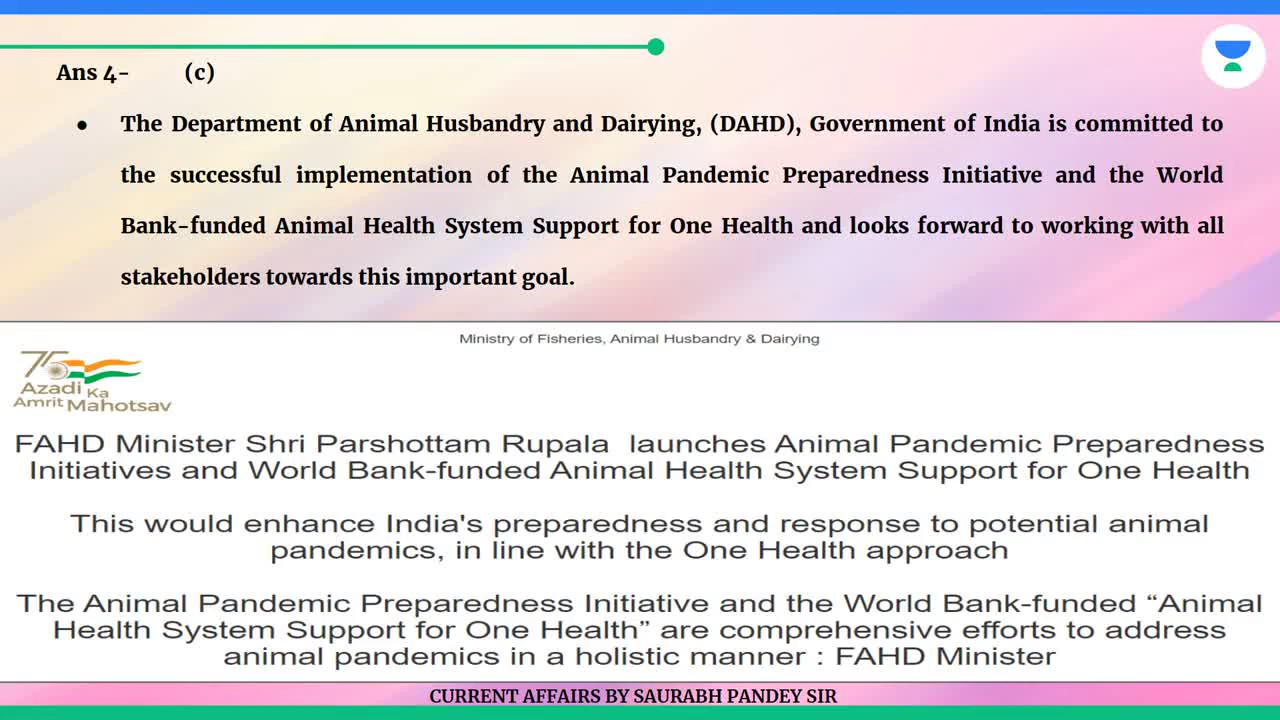 Ans 4- (c)
● The Department of Animal Husbandry and Dairying, (DAHD), Government of India is committed to
the successful implementation of the Animal Pandemic Preparedness Initiative and the World
Bank-funded Animal Health System Support for One Health and looks forward to working with all
stakeholders towards this important goal.
Ministry of Fisheries, Animal Husbandry & Dairying
75
Azadi Ka
Amrit Mahotsav
FAHD Minister Shri Parshottam Rupala launches Animal Pandemic Preparedness
Initiatives and World Bank-funded Animal Health System Support for One Health
This would enhance India's preparedness and response to potential animal
pandemics, in line with the One Health approach
The Animal Pandemic Preparedness Initiative and the World Bank-funded “Animal
Health System Support for One Health” are comprehensive efforts to address
animal pandemics in a holistic manner : FAHD Minister
CURRENT AFFAIRS BY SAURABH PANDEY SIR